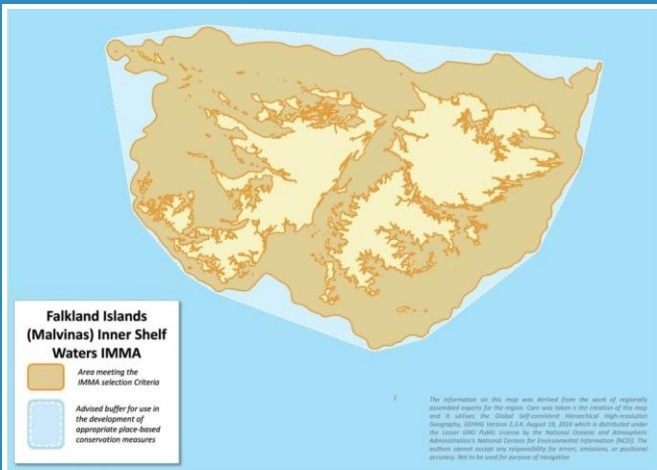 Falkland Islands
(Malvinas) Inner Shelf
Waters IMMA
Area meeting the
IMMA selection Criteria
Advised buffer for use in
the development of
appropriate place-based
conservation measures
The information on this map was derived from the work of regionally
assembled experts for the region. Care was taken n the creation of this map
and it utilises the Global Self-consistent Hierarchical High-resolution
Geography, GSHHG Version 2.3.4. August 19, 2016 which is distributed under
the Lesser GNU Public License by the National Oceanic and Atmospheric
Administration's National Centers for Environmental Information (NCEI). The
authors cannot accept any responsibility for errors, omissions, or positional
accuracy. Not to be used for purpose of navigation